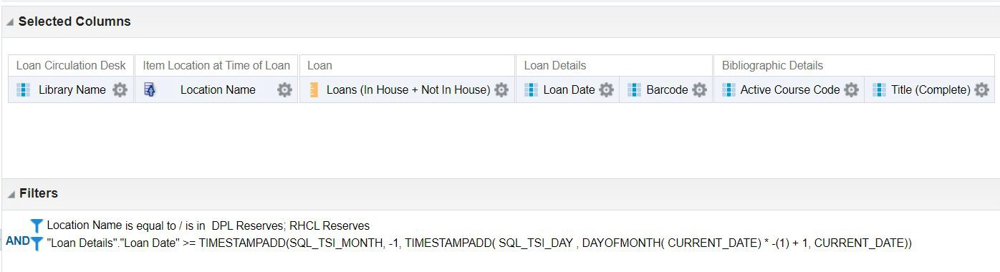 Selected Columns
Loan Circulation Desk Item Location at Time of Loan Loan Loan Details Bibliographic Details
Library Name Location Name Loans (In House + Not In House) Loan Date Barcode Active Course Code Title (Complete)
Filters
Location Name is equal to / is in DPL Reserves; RHCL Reserves
AND "Loan Details"."Loan Date" >= TIMESTAMPADD(SQL_TSI_MONTH, -1, TIMESTAMPADD( SQL_TSI_DAY , DAYOFMONTH( CURRENT_DATE) * -(1) + 1, CURRENT_DATE))